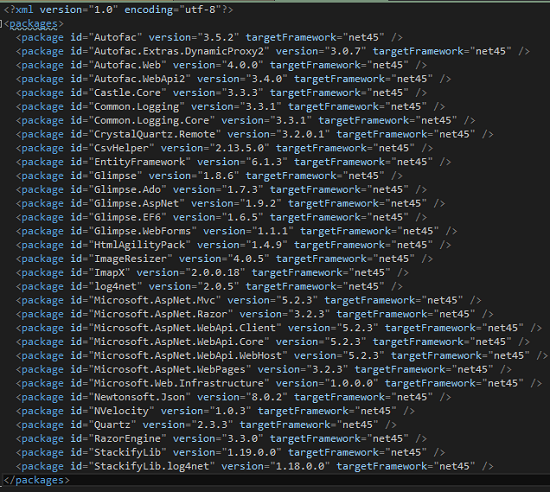 <?xml version="1.0" encoding="utf-8"?>
<packages>
<package id="Autofac" version="3.5.2" targetFramework="net45" />
<package id="Autofac.Extras.DynamicProxy2" version="3.0.7" targetFramework="net45" />
<package id="Autofac.Web" version="4.0.0" targetFramework="net45" />
<package id="Autofac.WebApi2" version="3.4.0" targetFramework="net45" />
<package id="Castle.Core" version="3.3.3" targetFramework="net45" />
<package id="Common.Logging" version="3.3.1" targetFramework="net45" />
<package id="Common.Logging.Core" version="3.3.1" targetFramework="net45" />
<package id="CrystalQuartz.Remote" version="3.2.0.1" targetFramework="net45" />
<package id="CsvHelper" version="2.13.5.0" targetFramework="net45" />
<package id="EntityFramework" version="6.1.3" targetFramework="net45" />
<package id="Glimpse" version="1.8.6" targetFramework="net45" />
<package id="Glimpse.Ado" version="1.7.3" targetFramework="net45" />
<package id="Glimpse.AspNet" version="1.9.2" targetFramework="net45" />
<package id="Glimpse.EF6" version="1.6.5" targetFramework="net45" />
<package id="Glimpse.WebForms" version="1.1.1" targetFramework="net45" />
<package id="HtmlAgilityPack" version="1.4.9" targetFramework="net45" />
<package id="ImageResizer" version="4.0.5" targetFramework="net45" />
<package id="ImapX" version="2.0.0.18" targetFramework="net45" />
<package id="log4net" version="2.0.5" targetFramework="net45" />
<package id="Microsoft.AspNet.Mvc" version="5.2.3" targetFramework="net45" />
<package id="Microsoft.AspNet.Razor" version="3.2.3" targetFramework="net45" />
<package id="Microsoft.AspNet.WebApi.Client" version="5.2.3" targetFramework="net45" />
<package id="Microsoft.AspNet.WebApi.Core" version="5.2.3" targetFramework="net45" />
<package id="Microsoft.AspNet.WebApi.WebHost" version="5.2.3" targetFramework="net45" />
<package id="Microsoft.AspNet.WebPages" version="3.2.3" targetFramework="net45" />
<package id="Microsoft.Web.Infrastructure" version="1.0.0.0" targetFramework="net45" />
<package id="Newtonsoft.Json" version="8.0.2" targetFramework="net45" />
<package id="NVelocity" version="1.0.3" targetFramework="net45" />
<package id="Quartz" version="2.3.3" targetFramework="net45" />
<package id="RazorEngine" version="3.3.0" targetFramework="net45" />
<package id="StackifyLib" version="1.19.0.0" targetFramework="net45" />
<package id="StackifyLib.log4net" version="1.18.0.0" targetFramework="net45" />
</packages>